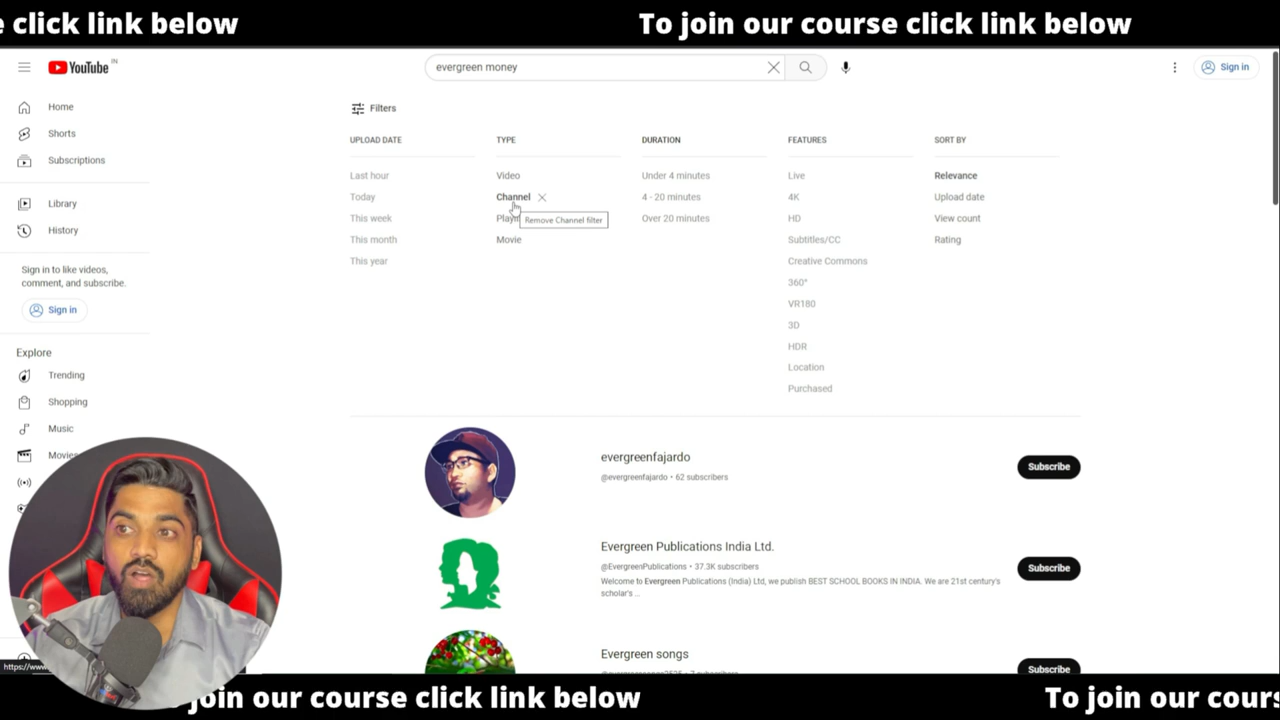 e click link below
To join our course click link below
YouTube IN
evergreen money
Sign in
Home
Shorts
Subscriptions
Library
History
Sign in to like videos,
comment, and subscribe.
Sign in
Explore
Trending
Shopping
Music
Movies
Filters
UPLOAD DATE
Last hour
Today
This week
This month
This year
TYPE
Video
Channel
Remove Channel filter
Movie
DURATION
Under 4 minutes
4 - 20 minutes
Over 20 minutes
FEATURES
Live
4K
HD
Subtitles/CC
Creative Commons
360°
VR180
3D
HDR
Location
Purchased
SORT BY
Relevance
Upload date
View count
Rating
evergreenfajardo
@evergreenfajardo • 62 subscribers
Subscribe
Evergreen Publications India Ltd.
@EvergreenPublications • 37.3K subscribers
Welcome to Evergreen Publications (India) Ltd, we publish BEST SCHOOL BOOKS IN INDIA. We are 21st century's
scholar's ...
Subscribe
Evergreen songs
Subscribe
https://www
join our course click link below
To join our cours